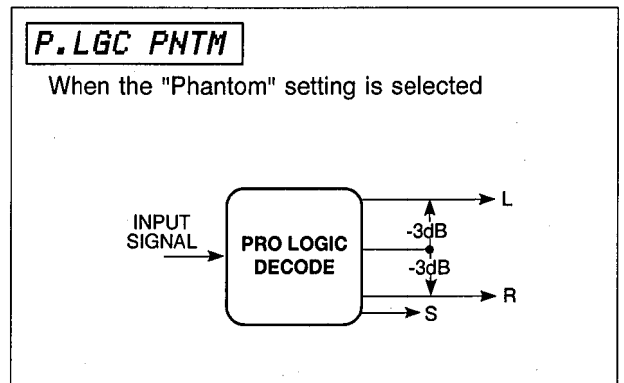 P.LGC PNTM
When the "Phantom" setting is selected
INPUT
SIGNAL
PRO LOGIC
DECODE
L
-3dB
-3dB
R
S